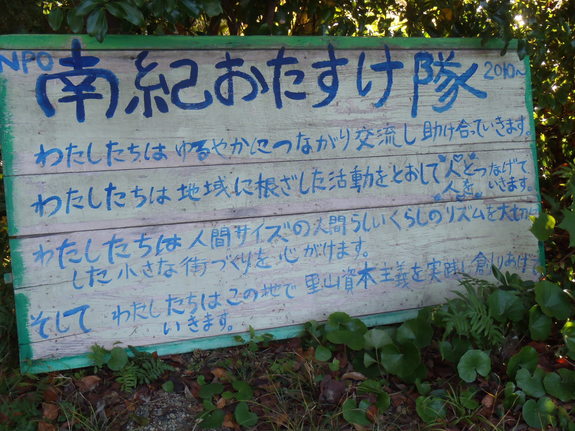 NPO 南紀おたすけ隊 2010~
わたしたちは ゆるやかにつながり交流し助け合っていきます。
わたしたちは 地域に根ざした活動をとおして"人"と"つなげて
"人"を。いきます。
わたしたちは 人間サイズの人間らしいくらしのリズムを大切に
した小さな街づくりを心がけます。
そして わたしたちはこの地で 里山資本主義を実践し創りあげて
いきます。